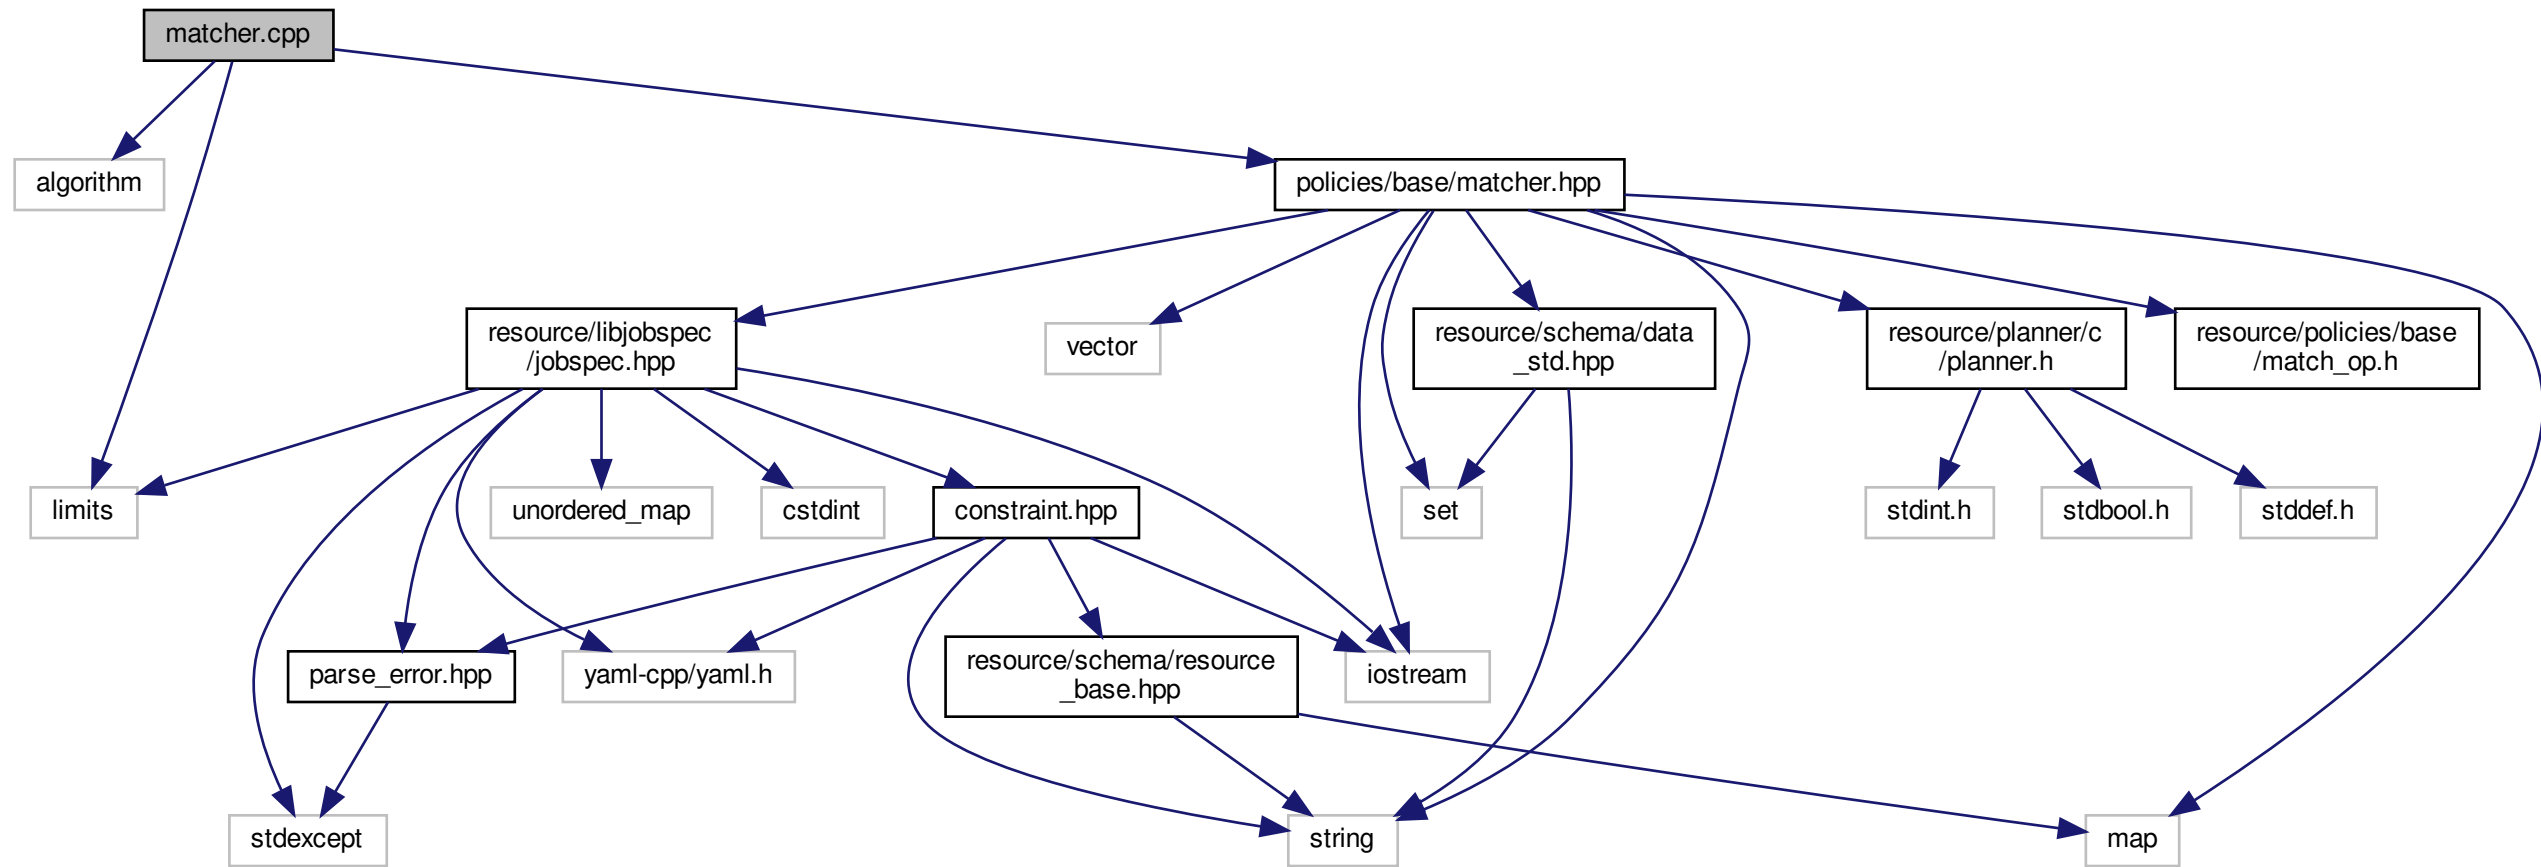 matcher.cpp
algorithm
policies/base/matcher.hpp
resource/libjobspec
/jobspec.hpp
vector
resource/schema/data
_std.hpp
resource/planner/c
/planner.h
resource/policies/base
/match_op.h
limits
unordered_map
cstdint
constraint.hpp
set
stdint.h
stdbool.h
stddef.h
parse_error.hpp
yaml-cpp/yaml.h
resource/schema/resource
_base.hpp
iostream
stdexcept
string
map